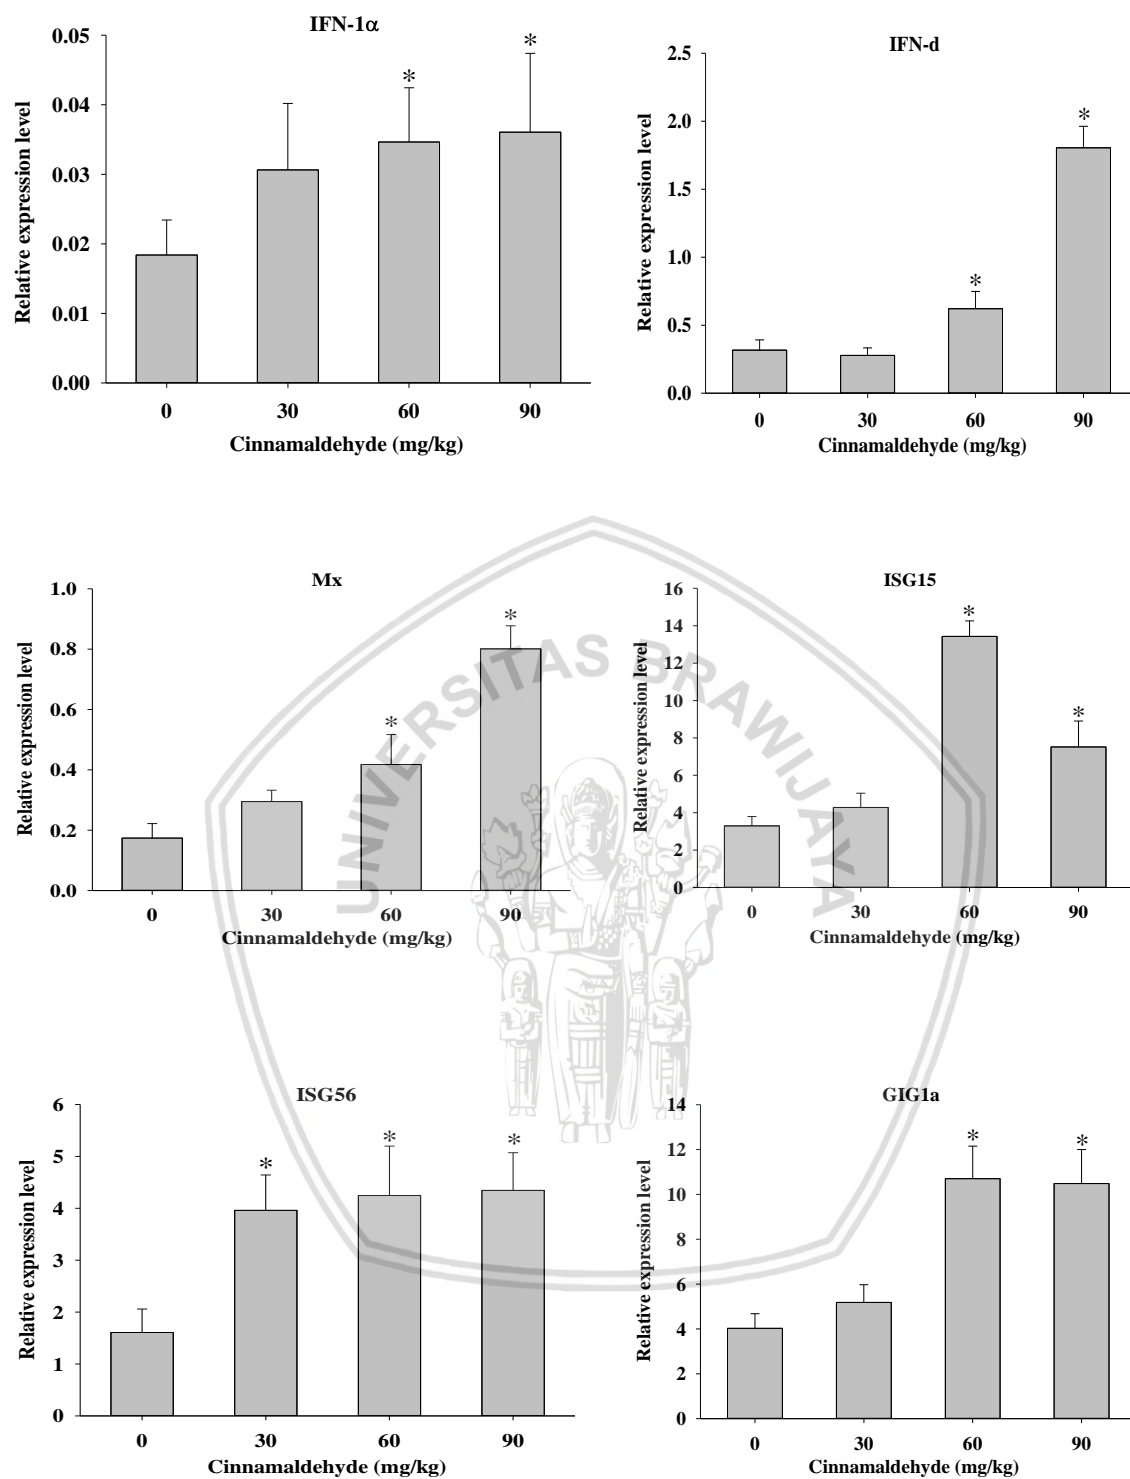 IFN-1α
Relative expression level
0.05
0.04
0.03
0.02
0.01
0.00
*
*
0 30 60 90
Cinnamaldehyde (mg/kg)
IFN-d
Relative expression level
2.5
2.0
1.5
1.0
0.5
0.0
*
*
0 30 60 90
Cinnamaldehyde (mg/kg)
UNIVERSITAS BRAWIJAYA
Mx
Relative expression level
1.0
0.8
0.6
0.4
0.2
0.0
*
*
0 30 60 90
Cinnamaldehyde (mg/kg)
ISG15
Relative expression level
16
14
12
10
8
6
4
2
0
*
*
0 30 60 90
Cinnamaldehyde (mg/kg)
ISG56
Relative expression level
6
5
4
3
2
1
0
* * *
0 30 60 90
Cinnamaldehyde (mg/kg)
GIG1a
Relative expression level
14
12
10
8
6
4
2
0
* *
0 30 60 90
Cinnamaldehyde (mg/kg)